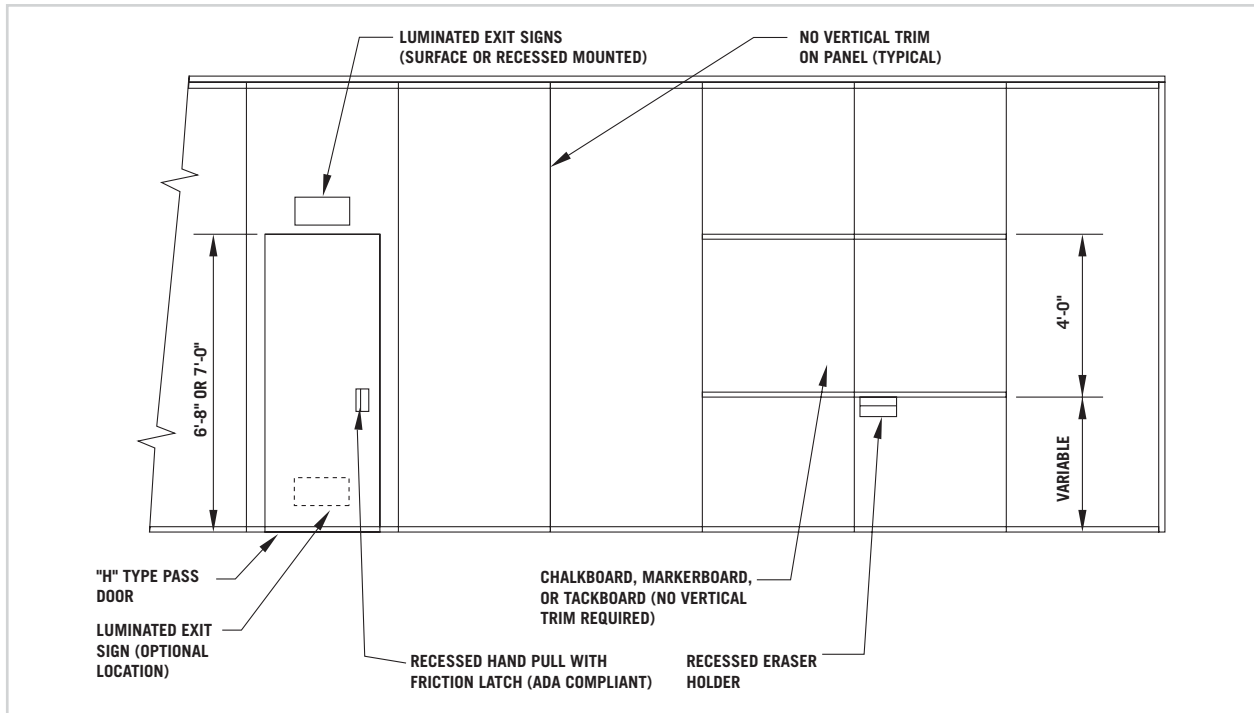 LUMINATED EXIT SIGNS
(SURFACE OR RECESSED MOUNTED)
NO VERTICAL TRIM
ON PANEL (TYPICAL)
6'-8" OR 7'-0"
4'-0"
VARIABLE
"H" TYPE PASS
DOOR
LUMINATED EXIT
SIGN (OPTIONAL
LOCATION)
RECESSED HAND PULL WITH
FRICTION LATCH (ADA COMPLIANT)
CHALKBOARD, MARKERBOARD,
OR TACKBOARD (NO VERTICAL
TRIM REQUIRED)
RECESSED ERASER
HOLDER